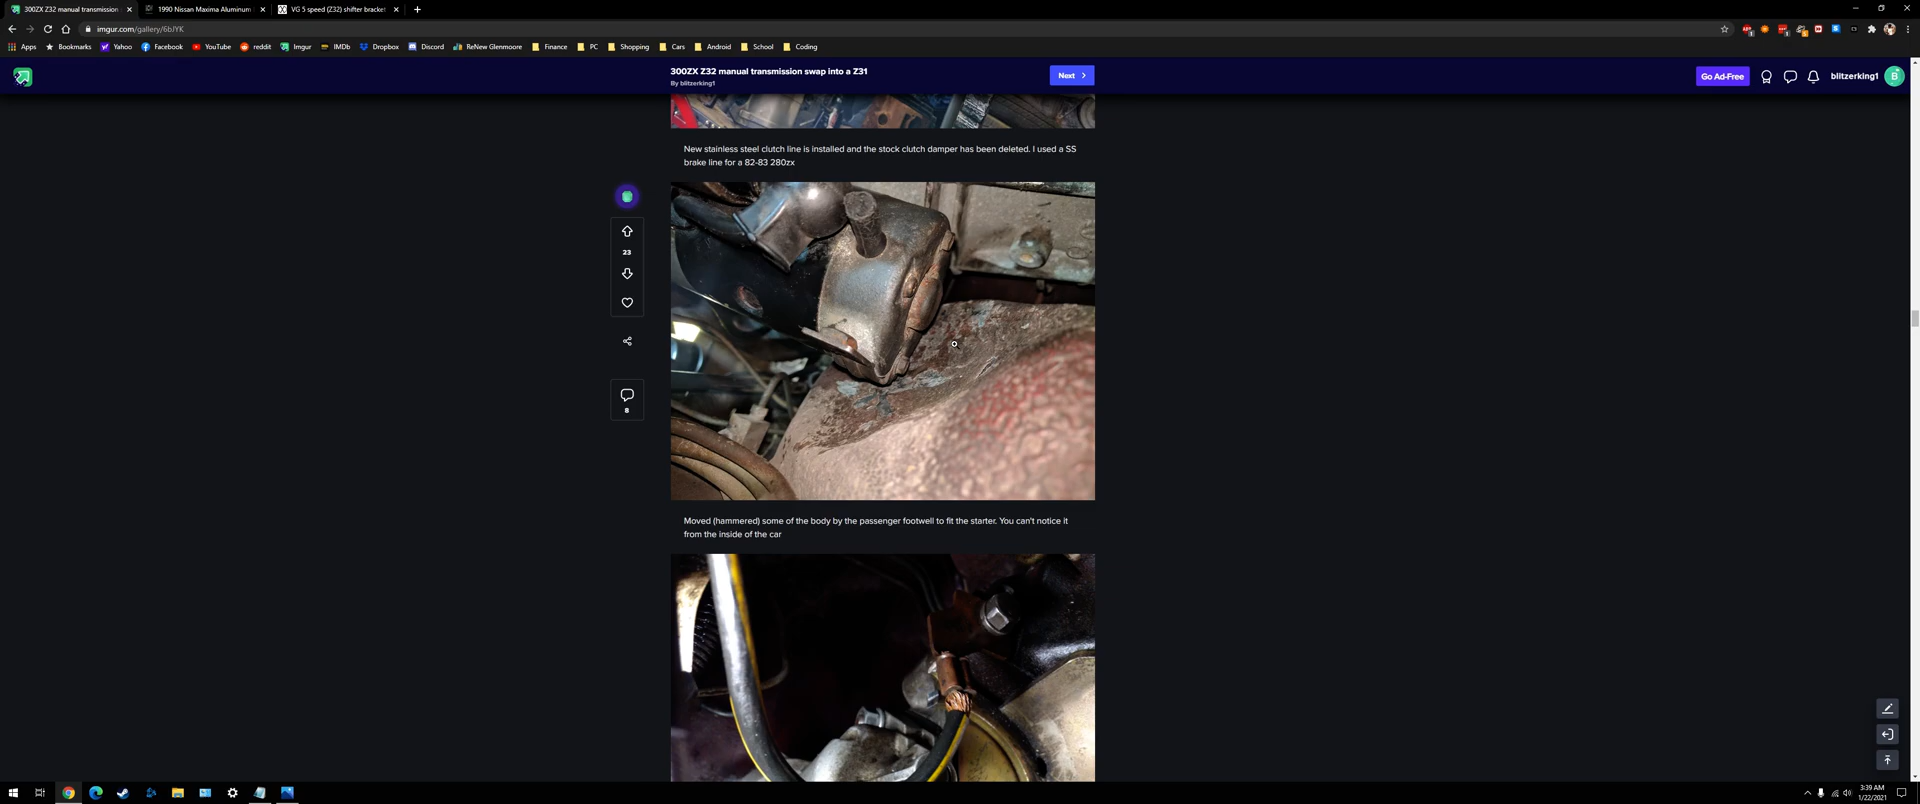 300ZX Z32 manual transmission
1990 Nissan Maxima Aluminum
VG 5 speed (Z32) shifter bracket
imgur.com/gallery/6bJYK
Apps
Bookmarks
Yahoo
Facebook
YouTube
reddit
Imgur
IMDb
Dropbox
Discord
ReNew Glenmoore
Finance
PC
Shopping
Cars
Android
School
Coding
300ZX Z32 manual transmission swap into a Z31
By blitzerking1
Next
Go Ad-Free
blitzerking1
B
New stainless steel clutch line is installed and the stock clutch damper has been deleted. I used a SS
brake line for a 82-83 280zx
23
8
Moved (hammered) some of the body by the passenger footwell to fit the starter. You can't notice it
from the inside of the car
3:39 AM
1/22/2021